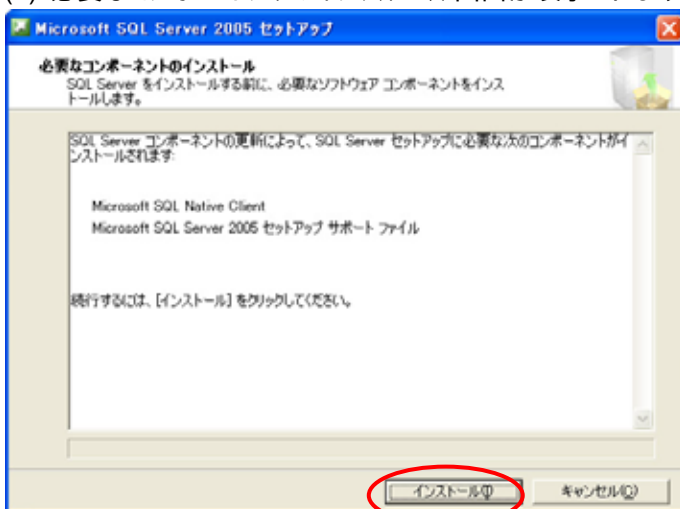 Microsoft SQL Server 2005 セットアップ
必要なコンポーネントのインストール
SQL Server をインストールする前に、必要なソフトウェア コンポーネントをインス
トールします。
SQL Server コンポーネントの更新によって、SQL Server セットアップに必要な次のコンポーネントがイ
ンストールされます:
Microsoft SQL Native Client
Microsoft SQL Server 2005 セットアップ サポート ファイル
続行するには、[インストール] をクリックしてください。
インストール(I)
キャンセル(C)